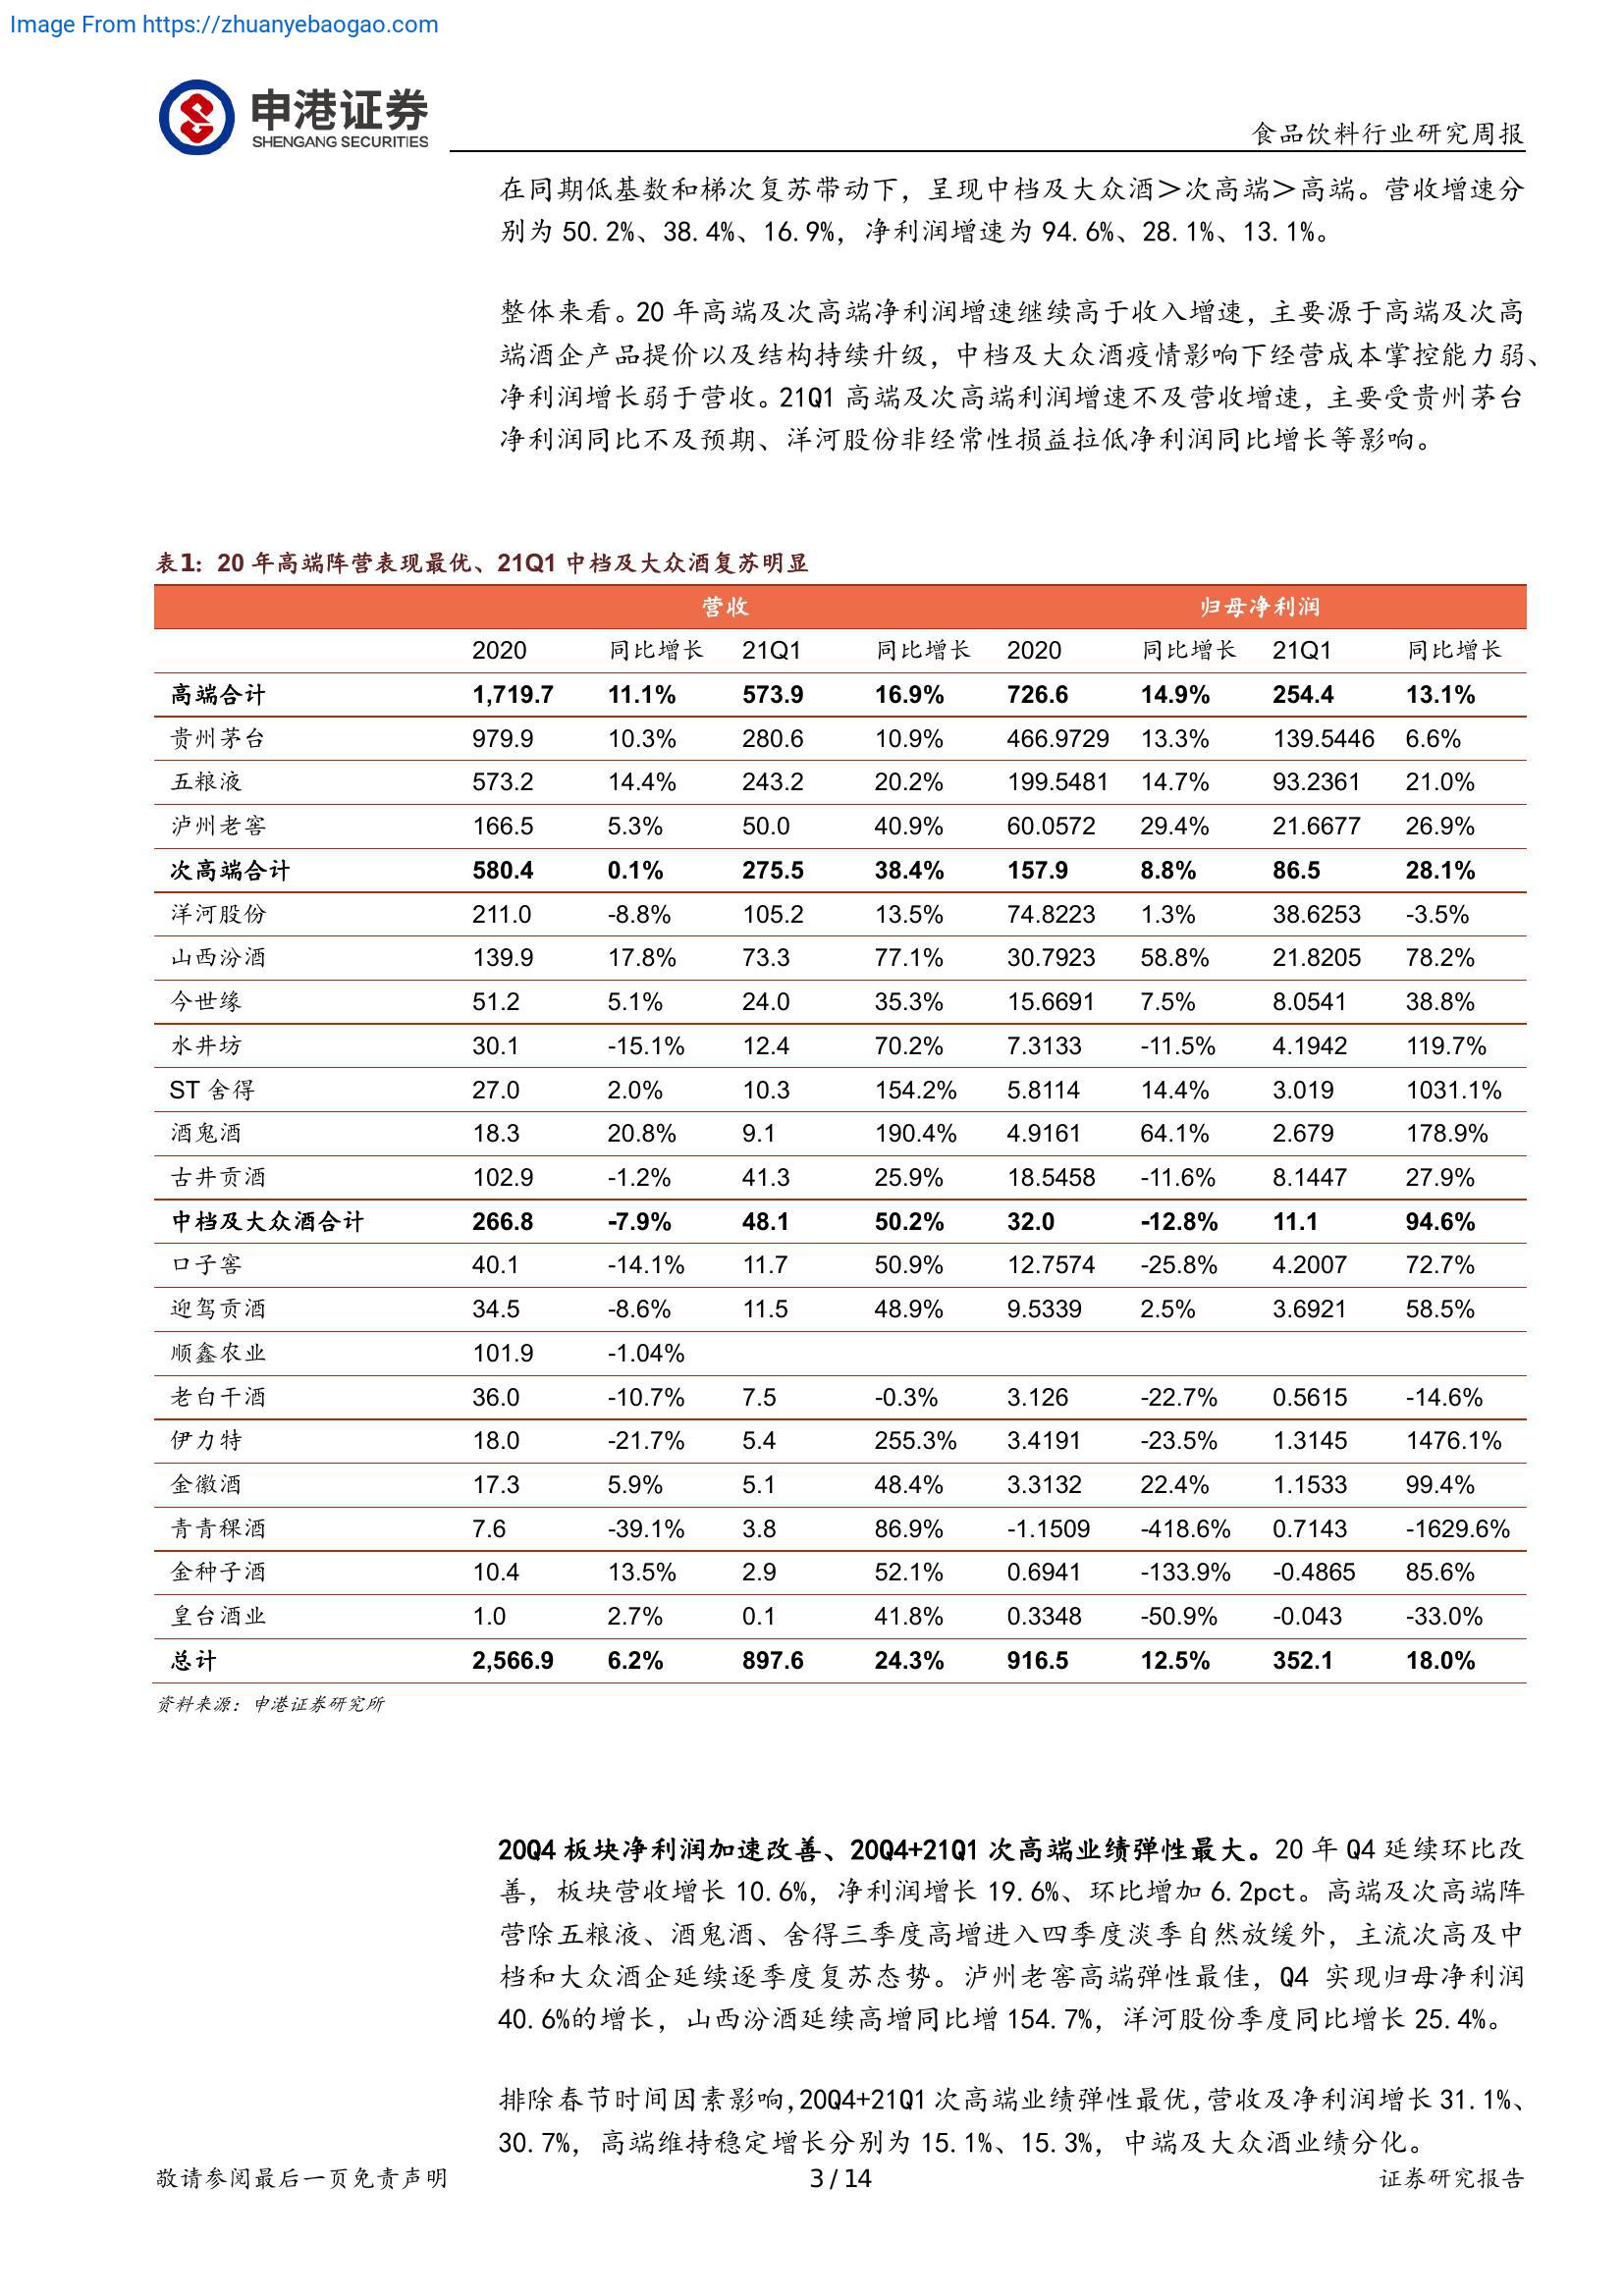 Image From https://zhuanyebaogao.com
申港证券
SHENGANG SECURITIES
食品饮料行业研究周报
在同期低基数和梯次复苏带动下，呈现中档及大众酒＞次高端＞高端。营收增速分
别为 50.2%、38.4%、16.9%，净利润增速为 94.6%、28.1%、13.1%。
整体来看。20 年高端及次高端净利润增速继续高于收入增速，主要源于高端及次高
端酒企产品提价以及结构持续升级，中档及大众酒疫情影响下经营成本掌控能力弱、
净利润增长弱于营收。21Q1 高端及次高端利润增速不及营收增速，主要受贵州茅台
净利润同比不及预期、洋河股份非经常性损益拉低净利润同比增长等影响。
表1：20 年高端阵营表现最优、21Q1 中档及大众酒复苏明显
营收 归母净利润
2020 同比增长 21Q1 同比增长 2020 同比增长 21Q1 同比增长
高端合计 1,719.7 11.1% 573.9 16.9% 726.6 14.9% 254.4 13.1%
贵州茅台 979.9 10.3% 280.6 10.9% 466.9729 13.3% 139.5446 6.6%
五粮液 573.2 14.4% 243.2 20.2% 199.5481 14.7% 93.2361 21.0%
泸州老窖 166.5 5.3% 50.0 40.9% 60.0572 29.4% 21.6677 26.9%
次高端合计 580.4 0.1% 275.5 38.4% 157.9 8.8% 86.5 28.1%
洋河股份 211.0 -8.8% 105.2 13.5% 74.8223 1.3% 38.6253 -3.5%
山西汾酒 139.9 17.8% 73.3 77.1% 30.7923 58.8% 21.8205 78.2%
今世缘 51.2 5.1% 24.0 35.3% 15.6691 7.5% 8.0541 38.8%
水井坊 30.1 -15.1% 12.4 70.2% 7.3133 -11.5% 4.1942 119.7%
ST 舍得 27.0 2.0% 10.3 154.2% 5.8114 14.4% 3.019 1031.1%
酒鬼酒 18.3 20.8% 9.1 190.4% 4.9161 64.1% 2.679 178.9%
古井贡酒 102.9 -1.2% 41.3 25.9% 18.5458 -11.6% 8.1447 27.9%
中档及大众酒合计 266.8 -7.9% 48.1 50.2% 32.0 -12.8% 11.1 94.6%
口子窖 40.1 -14.1% 11.7 50.9% 12.7574 -25.8% 4.2007 72.7%
迎驾贡酒 34.5 -8.6% 11.5 48.9% 9.5339 2.5% 3.6921 58.5%
顺鑫农业 101.9 -1.04%
老白干酒 36.0 -10.7% 7.5 -0.3% 3.126 -22.7% 0.5615 -14.6%
伊力特 18.0 -21.7% 5.4 255.3% 3.4191 -23.5% 1.3145 1476.1%
金徽酒 17.3 5.9% 5.1 48.4% 3.3132 22.4% 1.1533 99.4%
青青稞酒 7.6 -39.1% 3.8 86.9% -1.1509 -418.6% 0.7143 -1629.6%
金种子酒 10.4 13.5% 2.9 52.1% 0.6941 -133.9% -0.4865 85.6%
皇台酒业 1.0 2.7% 0.1 41.8% 0.3348 -50.9% -0.043 -33.0%
总计 2,566.9 6.2% 897.6 24.3% 916.5 12.5% 352.1 18.0%
资料来源：申港证券研究所
20Q4 板块净利润加速改善、20Q4+21Q1 次高端业绩弹性最大。20 年 Q4 延续环比改
善，板块营收增长 10.6%，净利润增长 19.6%、环比增加 6.2pct。高端及次高端阵
营除五粮液、酒鬼酒、舍得三季度高增进入四季度淡季自然放缓外，主流次高及中
档和大众酒企延续逐季度复苏态势。泸州老窖高端弹性最佳，Q4 实现归母净利润
40.6%的增长，山西汾酒延续高增同比增 154.7%，洋河股份季度同比增长 25.4%。
排除春节时间因素影响,20Q4+21Q1 次高端业绩弹性最优,营收及净利润增长 31.1%、
30.7%，高端维持稳定增长分别为 15.1%、15.3%，中端及大众酒业绩分化。
敬请参阅最后一页免责声明 3 / 14 证券研究报告